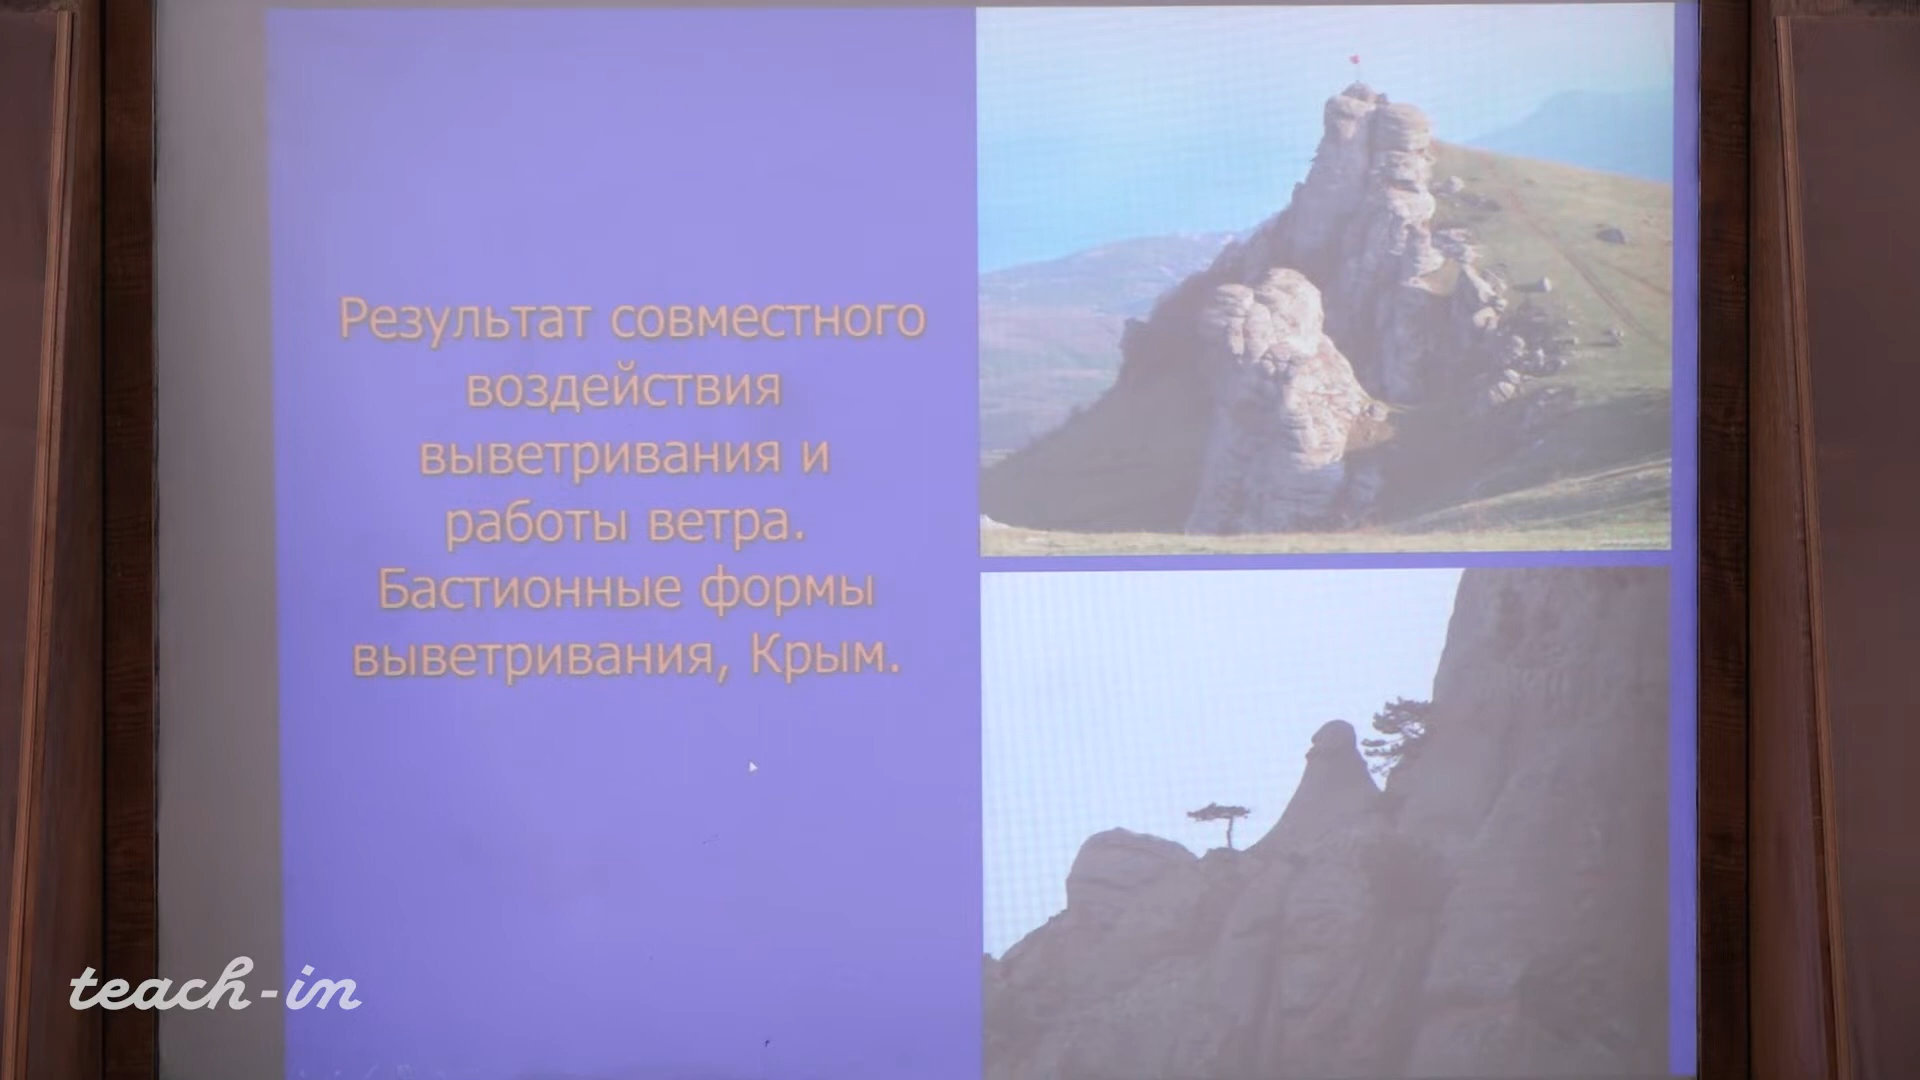 Результат совместного
воздействия
выветривания и
работы ветра.
Бастионные формы
выветривания, Крым.
teach-in